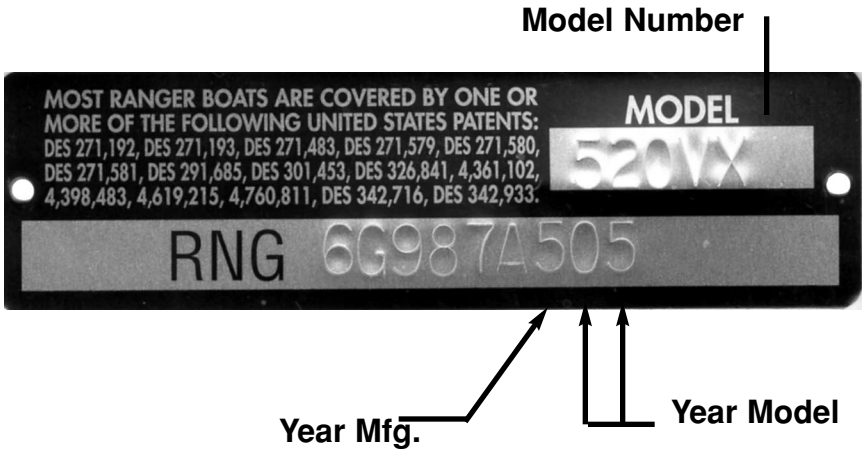 Model Number
MOST RANGER BOATS ARE COVERED BY ONE OR
MORE OF THE FOLLOWING UNITED STATES PATENTS:
DES 271,192, DES 271,193, DES 271,483, DES 271,579, DES 271,580,
DES 271,581, DES 291,685, DES 301,453, DES 326,841, 4,361,102,
4,398,483, 4,619,215, 4,760,811, DES 342,716, DES 342,933.
MODEL
520VX
RNG 6G987A505
Year Mfg.
Year Model